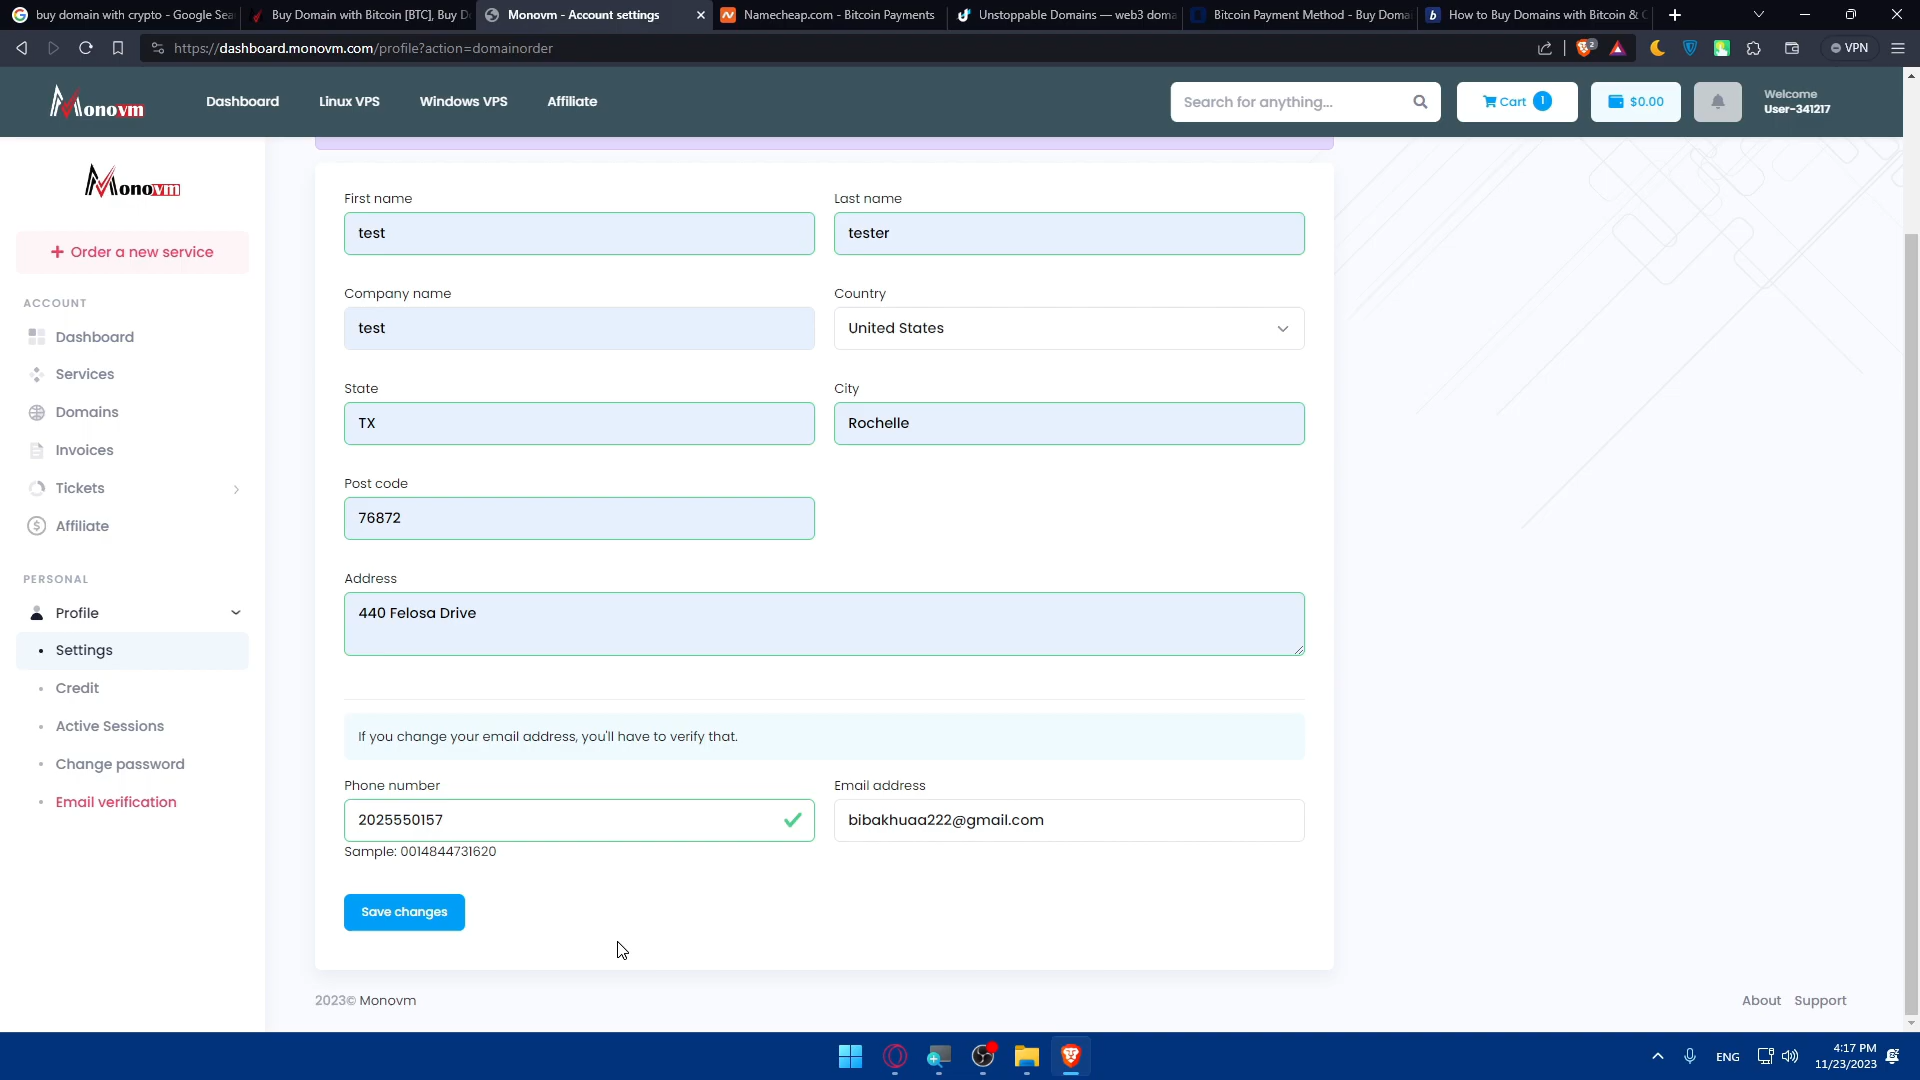 buy domain with crypto - Google Sea
Buy Domain with Bitcoin [BTC], Buy D
Monovm - Account settings
Namecheap.com - Bitcoin Payments
Unstoppable Domains — web3 doma
Bitcoin Payment Method - Buy Doma
How to Buy Domains with Bitcoin & C
https://dashboard.monovm.com/profile?action=domainorder
2
VPN
Monovm
Dashboard
Linux VPS
Windows VPS
Affiliate
Search for anything...
Cart 1
$0.00
Welcome
User-341217
Monovm
+ Order a new service
ACCOUNT
Dashboard
Services
Domains
Invoices
Tickets
Affiliate
PERSONAL
Profile
Settings
Credit
Active Sessions
Change password
Email verification
First name
Last name
test
tester
Company name
Country
test
United States
State
City
TX
Rochelle
Post code
76872
Address
440 Felosa Drive
If you change your email address, you'll have to verify that.
Phone number
Email address
2025550157
bibakhuaa222@gmail.com
Sample: 0014844731620
Save changes
2023© Monovm
About
Support
ENG
4:17 PM
11/23/2023